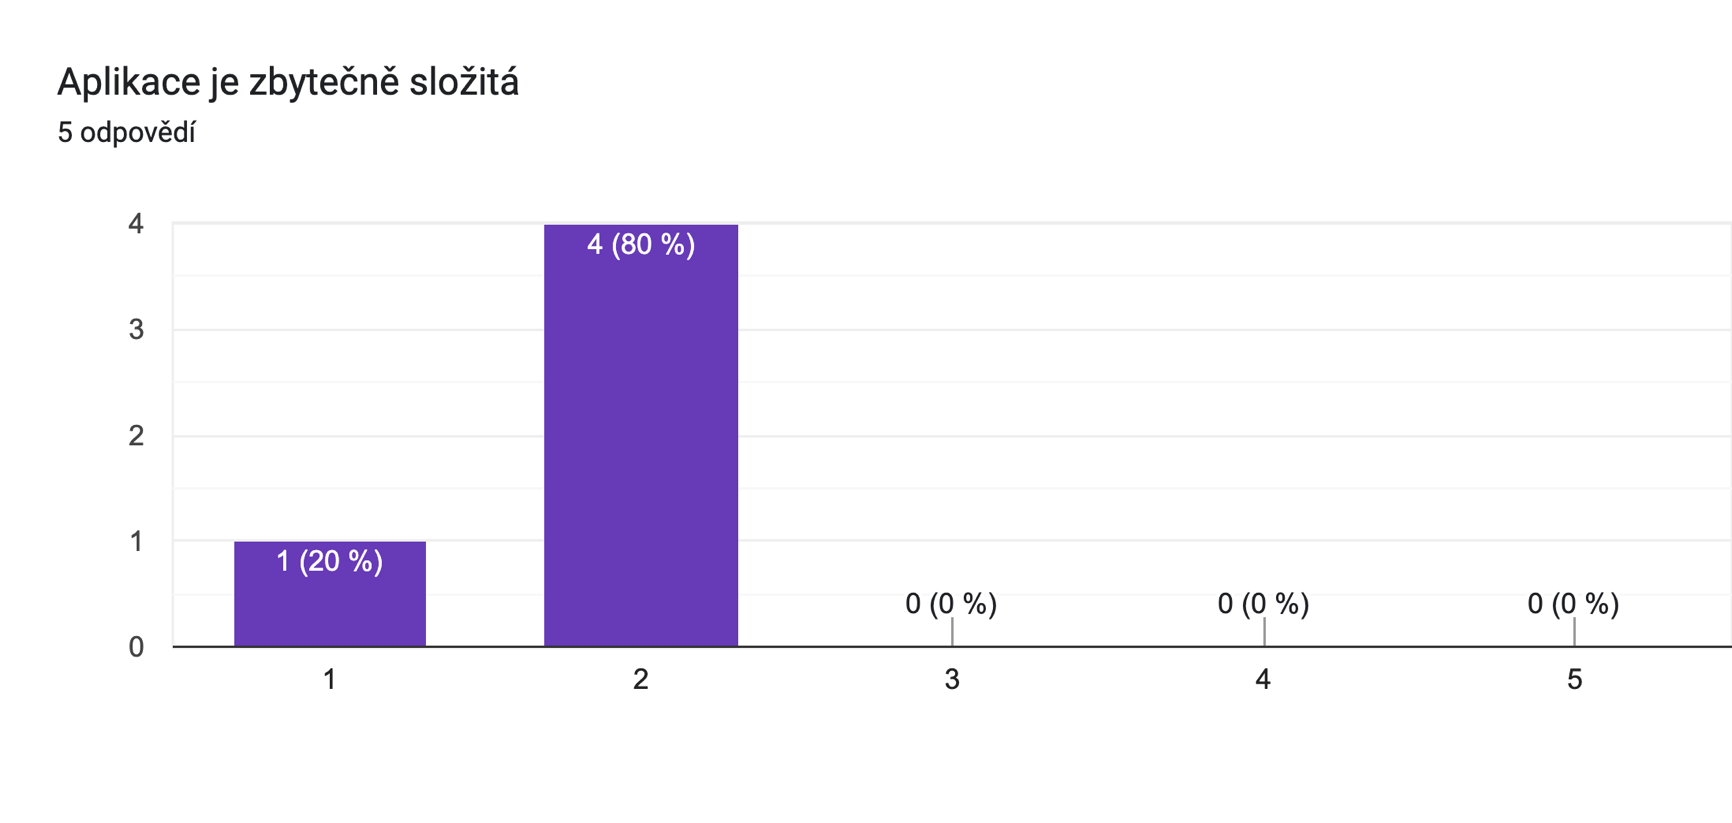 Aplikace je zbytečně složitá
5 odpovědí
4
4 (80 %)
3
2
1
1 (20 %)
0 (0 %) 0 (0 %) 0 (0 %)
0
1 2 3 4 5